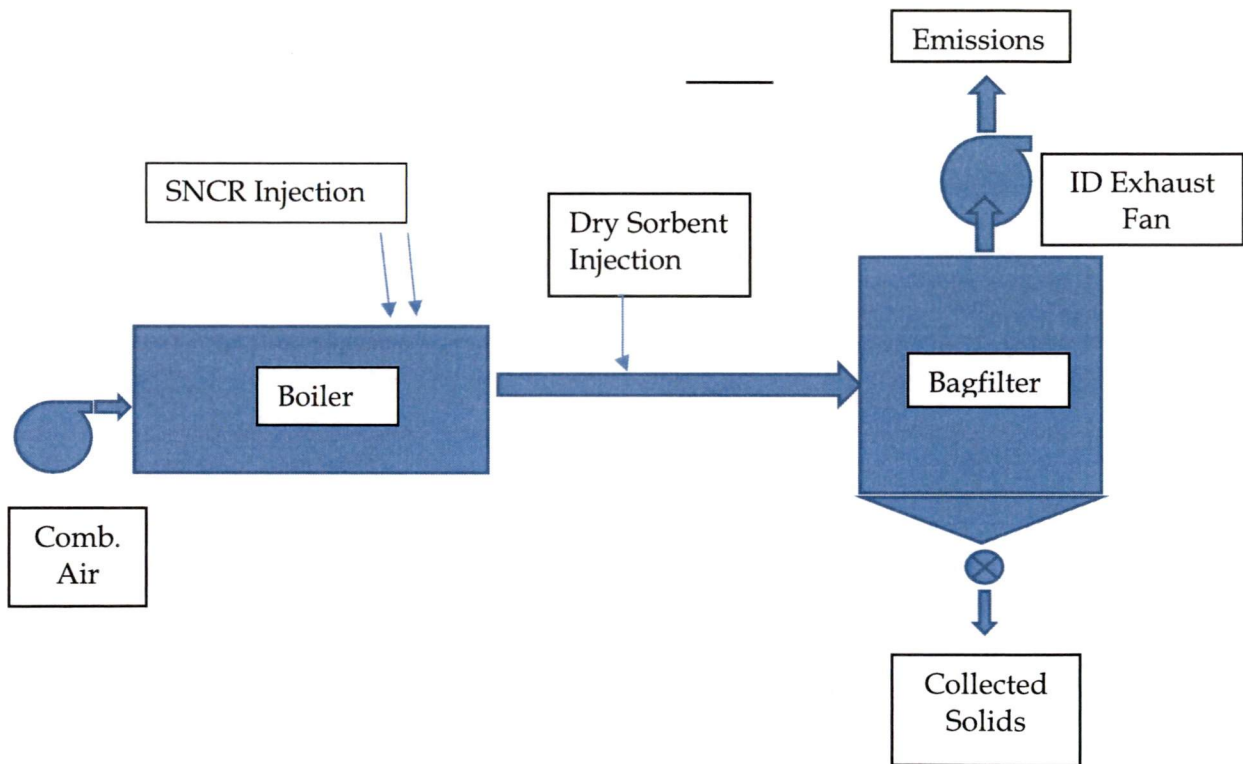 Emissions
SNCR Injection
Dry Sorbent
Injection
ID Exhaust
Fan
Boiler
Bagfilter
Comb.
Air
Collected
Solids